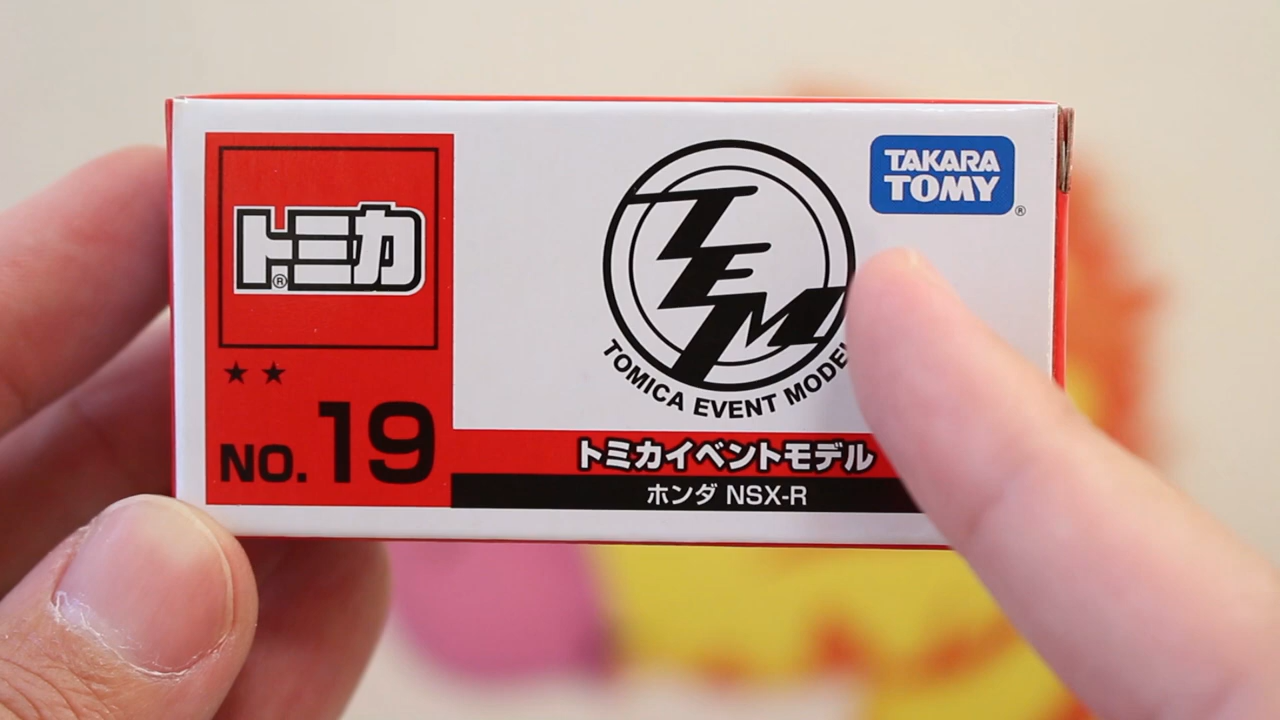 トミカ®
★★
NO.19
TEM
TOMICA EVENT MODEL
TAKARA
TOMY®
トミカイベントモデル
ホンダ NSX-R